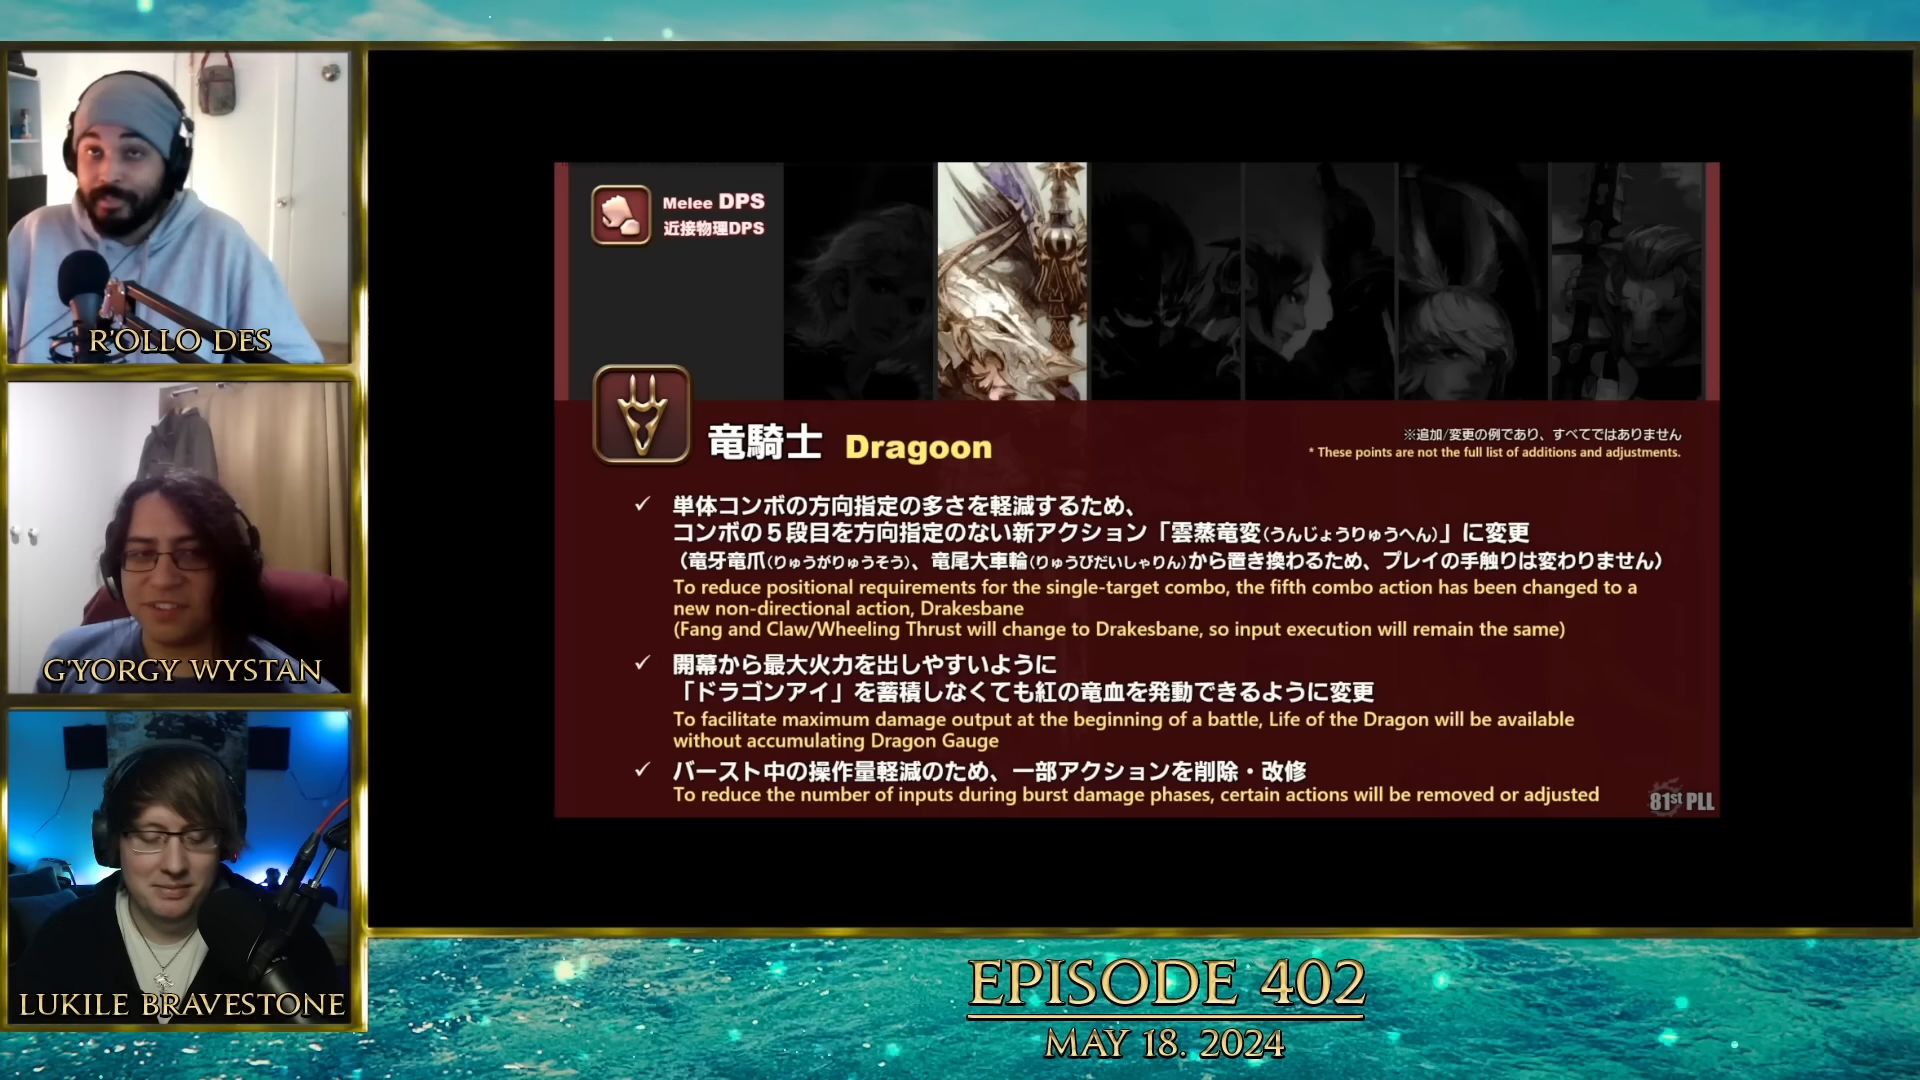 R'OLLO DES
G'YORGY WYSTAN
LUKILE BRAVESTONE
Melee DPS
近接物理DPS
竜騎士 Dragoon
※追加/変更の例であり、すべてではありません
* These points are not the full list of additions and adjustments.
✓ 単体コンボの方向指定の多さを軽減するため、
コンボの5段目を方向指定のない新アクション「雲蒸竜変(うんじょうりゅうへん)」に変更
(竜牙竜爪(りゅうがりゅうそう)、竜尾大車輪(りゅうびだいしゃりん)から置き換わるため、プレイの手触りは変わりません)
To reduce positional requirements for the single-target combo, the fifth combo action has been changed to a
new non-directional action, Drakesbane
(Fang and Claw/Wheeling Thrust will change to Drakesbane, so input execution will remain the same)
✓ 開幕から最大火力を出しやすいように
「ドラゴンアイ」を蓄積しなくても紅の竜血を発動できるように変更
To facilitate maximum damage output at the beginning of a battle, Life of the Dragon will be available
without accumulating Dragon Gauge
✓ バースト中の操作量軽減のため、一部アクションを削除・改修
To reduce the number of inputs during burst damage phases, certain actions will be removed or adjusted
81st PLL
EPISODE 402
MAY 18. 2024